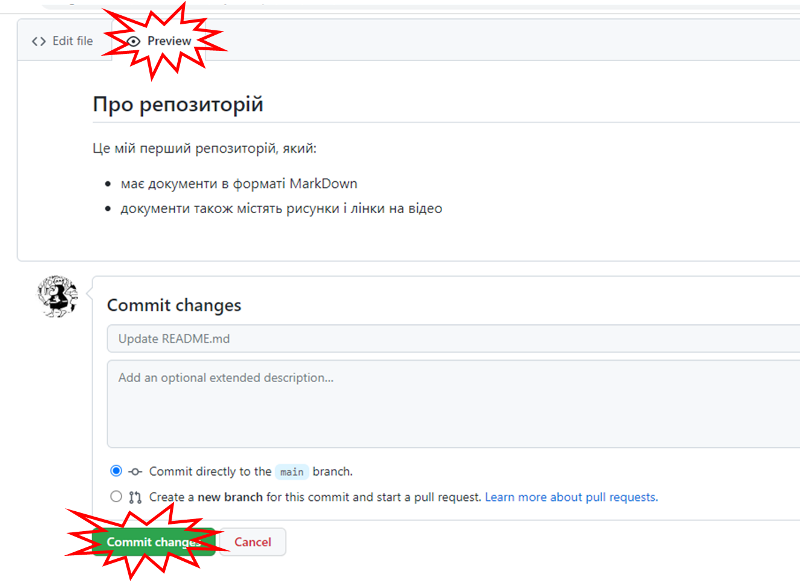 Edit file Preview
Про репозиторій
Це мій перший репозиторій, який:
має документи в форматі MarkDown
документи також містять рисунки і лінки на відео
Commit changes
Update README.md
Add an optional extended description...
Commit directly to the main branch.
Create a new branch for this commit and start a pull request. Learn more about pull requests.
Commit changes Cancel